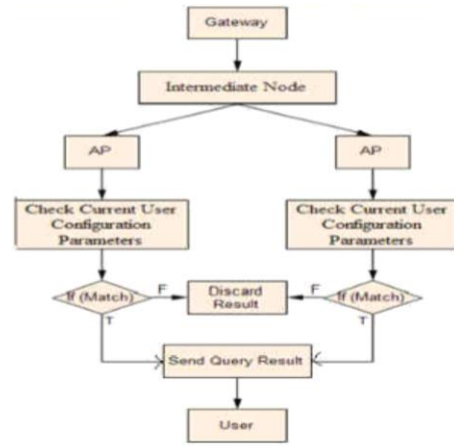 Gateway
Intermediate Node
AP
AP
Check Current User
Configuration
Parameters
Check Current User
Configuration
Parameters
If (Match)
F
Discard
Result
F
If (Match)
T
T
Send Query Result
User